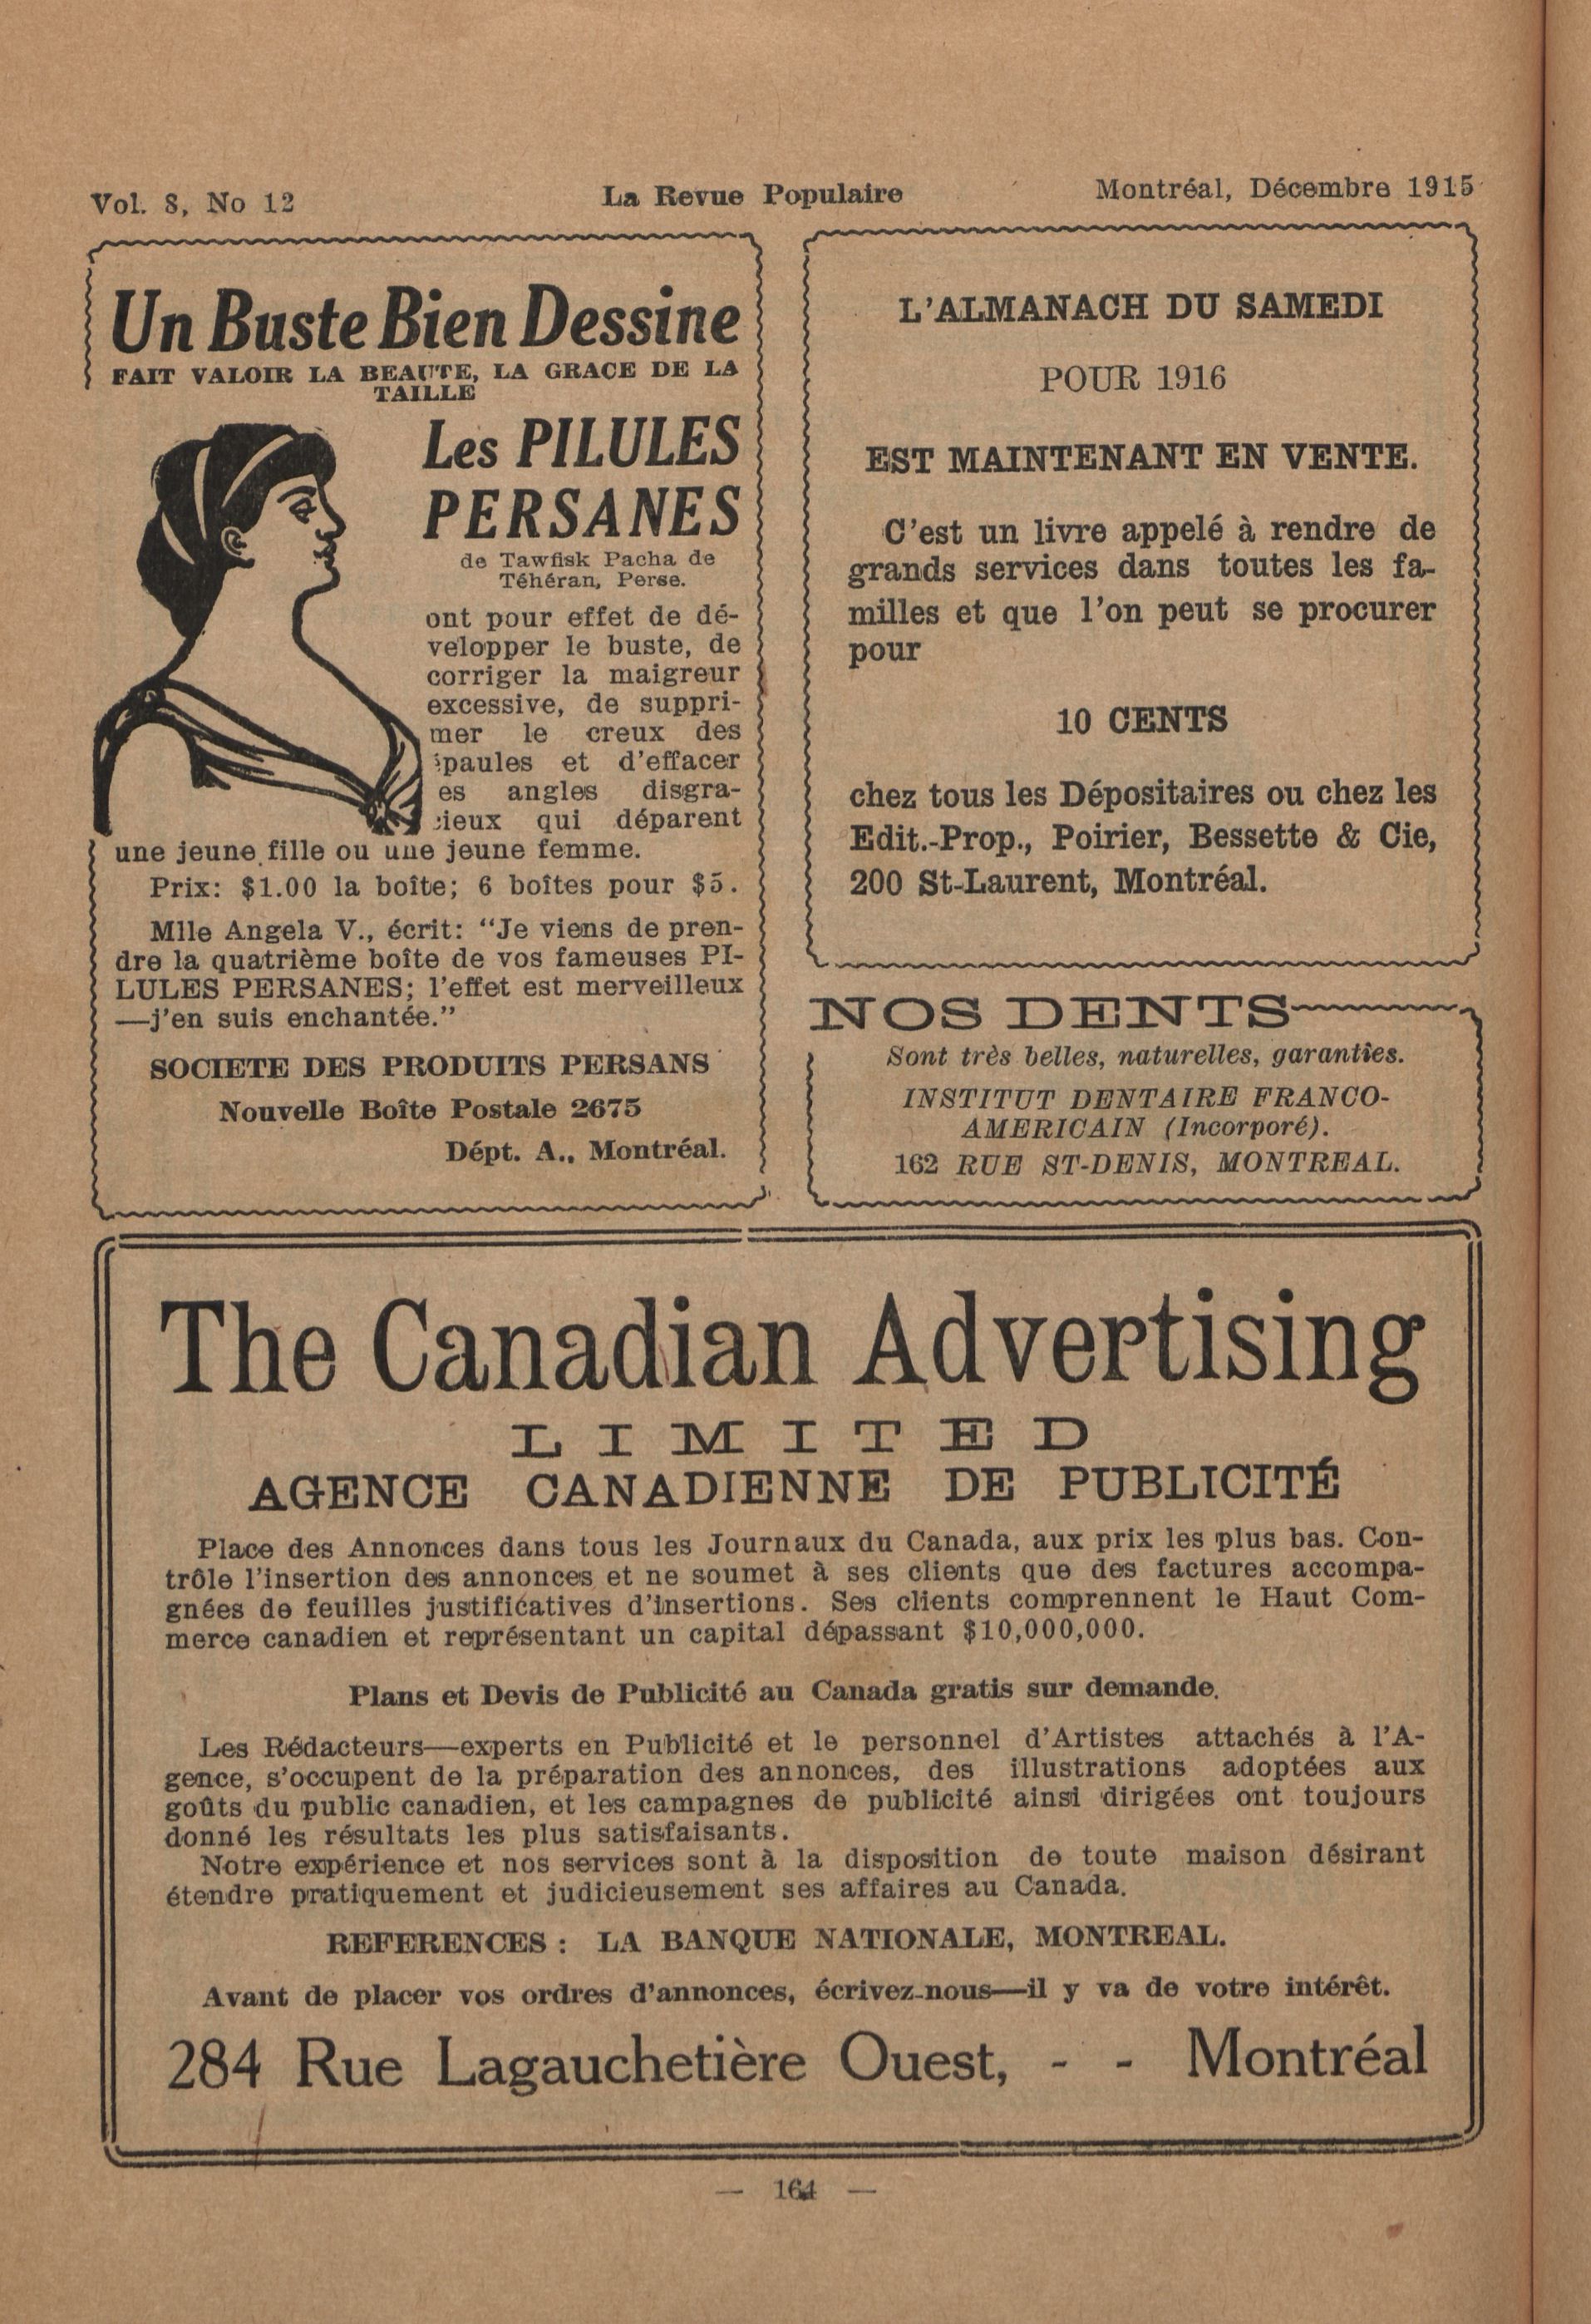 Vol. 8, No 12
La Revue Populaire
Montréal, Décembre 1915
Un Buste Bien Dessine
FAIT VALOIR LA BEAUTE, LA GRACE DE LA
TAILLE
Les PILULES
PERSANES
de Tawfisk Pacha de
Téhéran, Perse.
ont pour effet de dé-
velopper le buste, de
corriger la maigreur
excessive, de suppri-
mer le creux des
épaules et d'effacer
es angles disgra-
cieux qui déparent
une jeune fille ou une jeune femme.
Prix: $1.00 la boîte; 6 boîtes pour $5.
Mlle Angela V., écrit: "Je viens de pren-
dre la quatrième boîte de vos fameuses PI-
LULES PERSANES; l'effet est merveilleux
—j'en suis enchantée."
SOCIETE DES PRODUITS PERSANS
Nouvelle Boîte Postale 2675
Dépt. A., Montréal.
L'ALMANACH DU SAMEDI
POUR 1916
EST MAINTENANT EN VENTE.
C'est un livre appelé à rendre de
grands services dans toutes les fa-
milles et que l'on peut se procurer
pour
10 CENTS
chez tous les Dépositaires ou chez les
Edit.-Prop., Poirier, Bessette & Cie,
200 St-Laurent, Montréal.
NOS DENTS
Sont très belles, naturelles, garanties.
INSTITUT DENTAIRE FRANCO-
AMERICAIN (Incorporé).
162 RUE ST-DENIS, MONTREAL.
The Canadian Advertising
LIMITED
AGENCE CANADIENNE DE PUBLICITÉ
Place des Annonces dans tous les Journaux du Canada, aux prix les plus bas. Con-
trôle l'insertion des annonces et ne soumet à ses clients que des factures accompa-
gnées de feuilles justificatives d'insertions. Ses clients comprennent le Haut Com-
merce canadien et représentant un capital dépassant $10,000,000.
Plans et Devis de Publicité au Canada gratis sur demande.
Les Rédacteurs—experts en Publicité et le personnel d'Artistes attachés à l'A-
gence, s'occupent de la préparation des annonces, des illustrations adoptées aux
goûts du public canadien, et les campagnes de publicité ainsi dirigées ont toujours
donné les résultats les plus satisfaisants.
Notre expérience et nos services sont à la disposition de toute maison désirant
étendre pratiquement et judicieusement ses affaires au Canada.
REFERENCES : LA BANQUE NATIONALE, MONTREAL.
Avant de placer vos ordres d'annonces, écrivez-nous—il y va de votre intérêt.
284 Rue Lagauchetière Ouest, - - Montréal
— 164 —